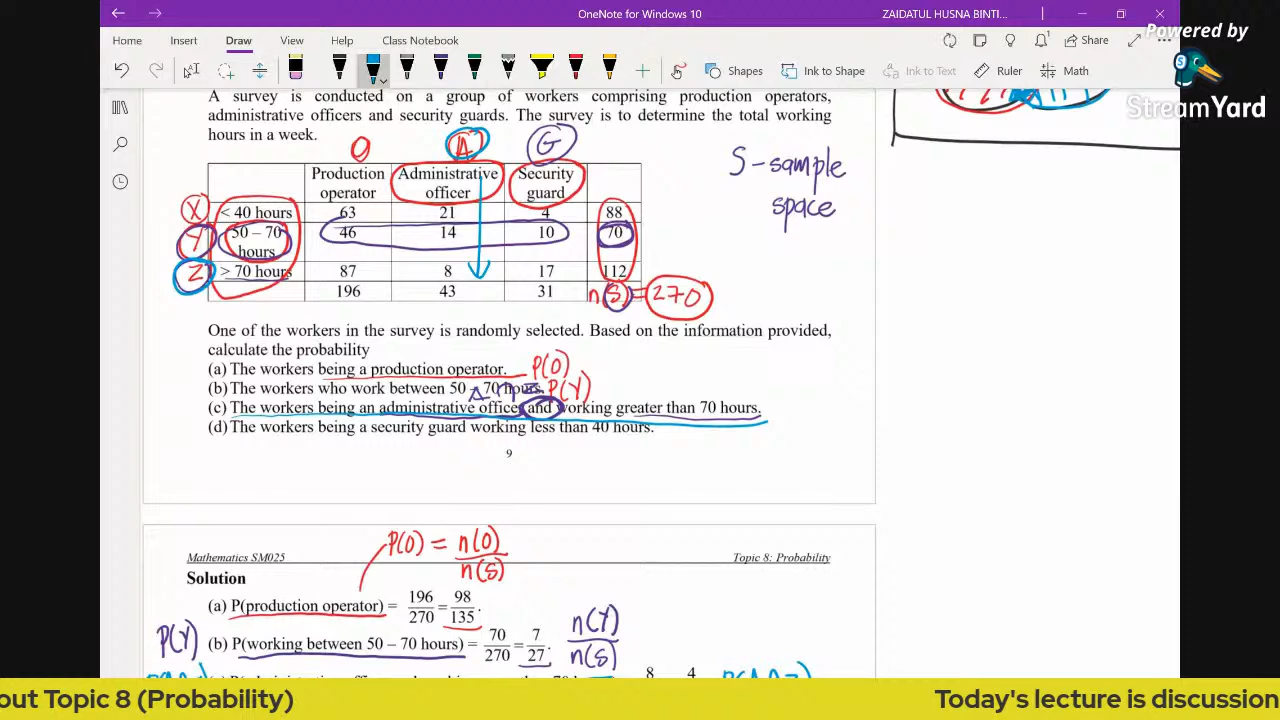 OneNote for Windows 10
ZAIDATUL HUSNA BINTI...
Powered by
StreamYard
Home Insert Draw View Help Class Notebook
Share
Shapes Ink to Shape Ink to Text Ruler Math
A survey is conducted on a group of workers comprising production operators,
administrative officers and security guards. The survey is to determine the total working
hours in a week.
O A G
S - sample
space
Production operator Administrative officer Security guard
X < 40 hours 63 21 4 88
Y 50 – 70 hours 46 14 10 70
Z > 70 hours 87 8 17 112
196 43 31 n(S) = 270
One of the workers in the survey is randomly selected. Based on the information provided,
calculate the probability
(a) The workers being a production operator. P(O)
(b) The workers who work between 50 – 70 hours. P(Y)
A ∩ Z
(c) The workers being an administrative officer and working greater than 70 hours.
(d) The workers being a security guard working less than 40 hours.
9
P(O) = n(O)/n(S)
Mathematics SM025 Topic 8: Probability
Solution
(a) P(production operator) = 196/270 = 98/135.
P(Y) (b) P(working between 50 – 70 hours) = 70/270 = 7/27. n(Y)/n(S)
8 4
out Topic 8 (Probability) Today's lecture is discussion